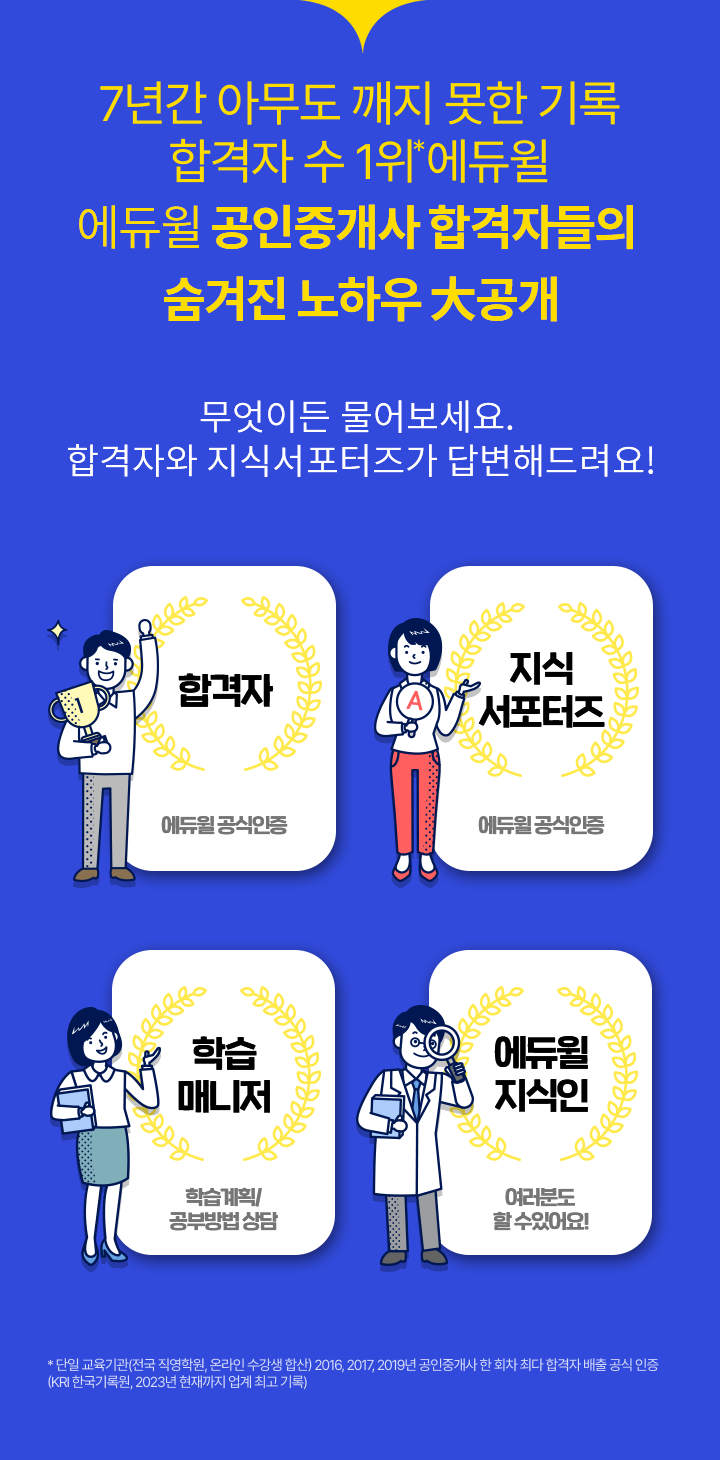 7년간 아무도 깨지 못한 기록
합격자 수 1위*에듀윌
에듀윌 공인중개사 합격자들의
숨겨진 노하우 大공개
무엇이든 물어보세요.
합격자와 지식서포터즈가 답변해드려요!
1
합격자
에듀윌 공식인증
A
지식
서포터즈
에듀윌 공식인증
학습
매니저
학습계획/
공부방법 상담
에듀윌
지식인
여러분도
할 수있어요!
* 단일 교육기관(전국 직영학원, 온라인 수강생 합산) 2016, 2017, 2019년 공인중개사 한 회차 최다 합격자 배출 공식 인증
(KRI 한국기록원, 2023년 현재까지 업계 최고 기록)